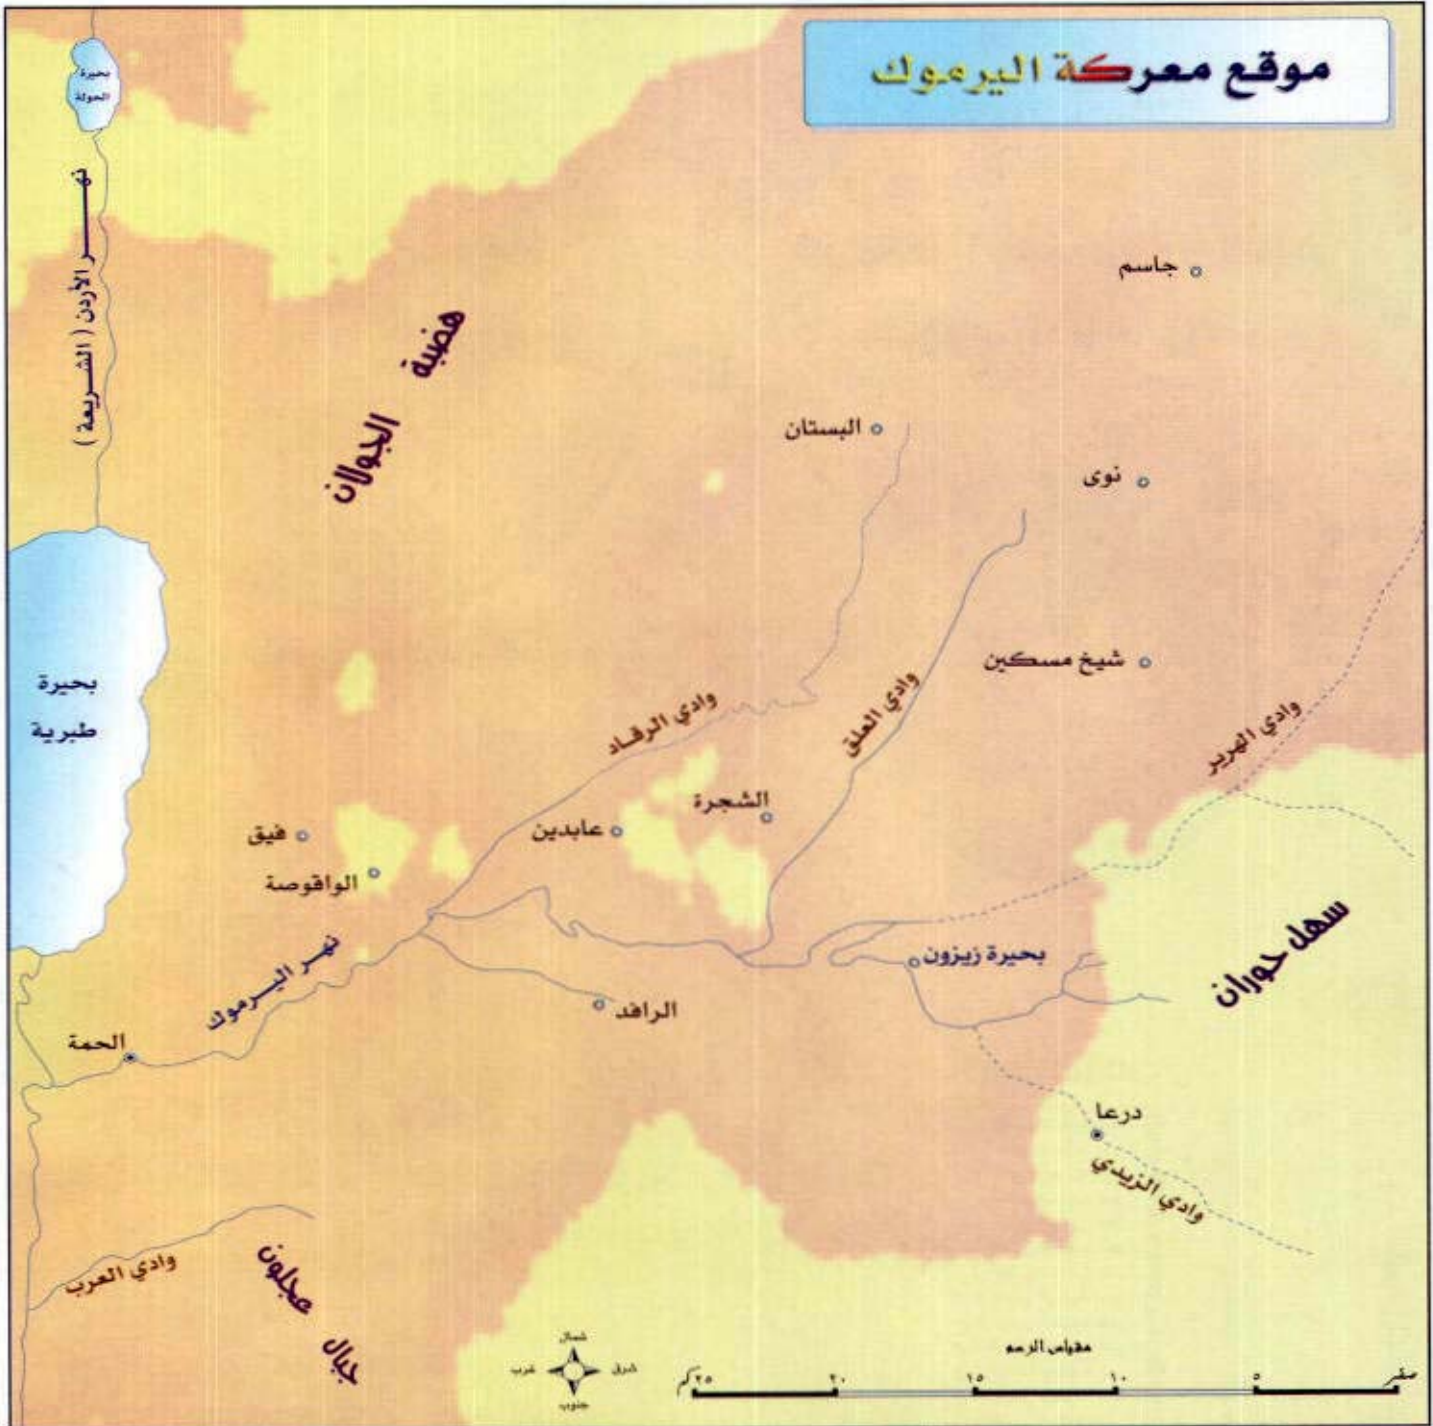 موقع معركة اليرموك
بحيرة
الحولة
نهر الأردن ( الشريعة )
جاسم
هضبة الجولان
البستان
نوى
شيخ مسكين
بحيرة
طبرية
وادي الرقاد
وادي العلق
وادي الهرير
الشجرة
عابدين
فيق
الواقوصة
سهل حوران
بحيرة زيزون
نهر اليرموك
الرافد
الحمة
درعا
وادي الزيدي
وادي العرب
جبال عجلون
شمال
شرق
غرب
جنوب
مقياس الرسم
صفر ٥ ١٠ ١٥ ٢٠ ٢٥ كم